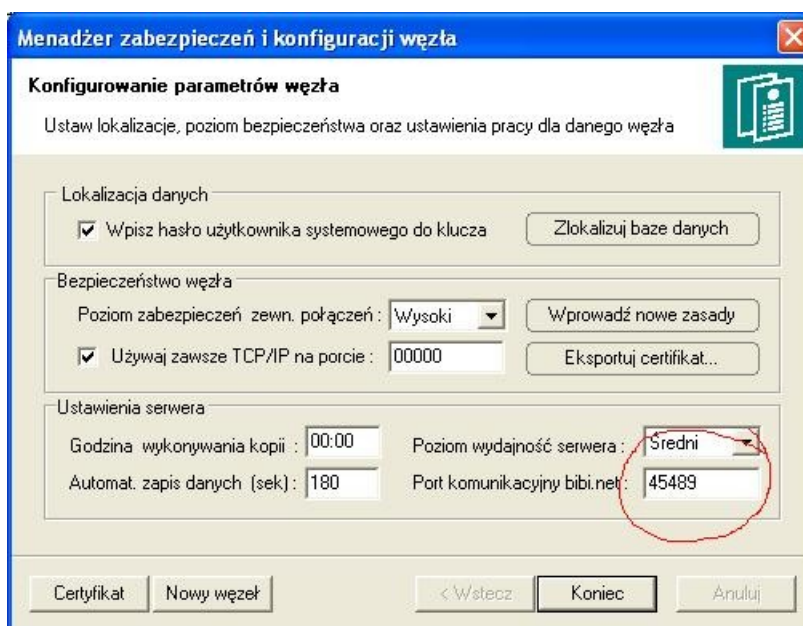 Menadżer zabezpieczeń i konfiguracji węzła
Konfigurowanie parametrów węzła
Ustaw lokalizacje, poziom bezpieczeństwa oraz ustawienia pracy dla danego węzła
Lokalizacja danych
Wpisz hasło użytkownika systemowego do klucza
Zlokalizuj baze danych
Bezpieczeństwo węzła
Poziom zabezpieczeń zewn. połączeń : Wysoki
Wprowadź nowe zasady
Używaj zawsze TCP/IP na porcie : 00000
Eksportuj certifikat...
Ustawienia serwera
Godzina wykonywania kopii : 00:00
Poziom wydajność serwera : Średni
Automat. zapis danych (sek) : 180
Port komunikacyjny bibi.net : 45489
Certyfikat
Nowy węzeł
< Wstecz
Koniec
Anuluj